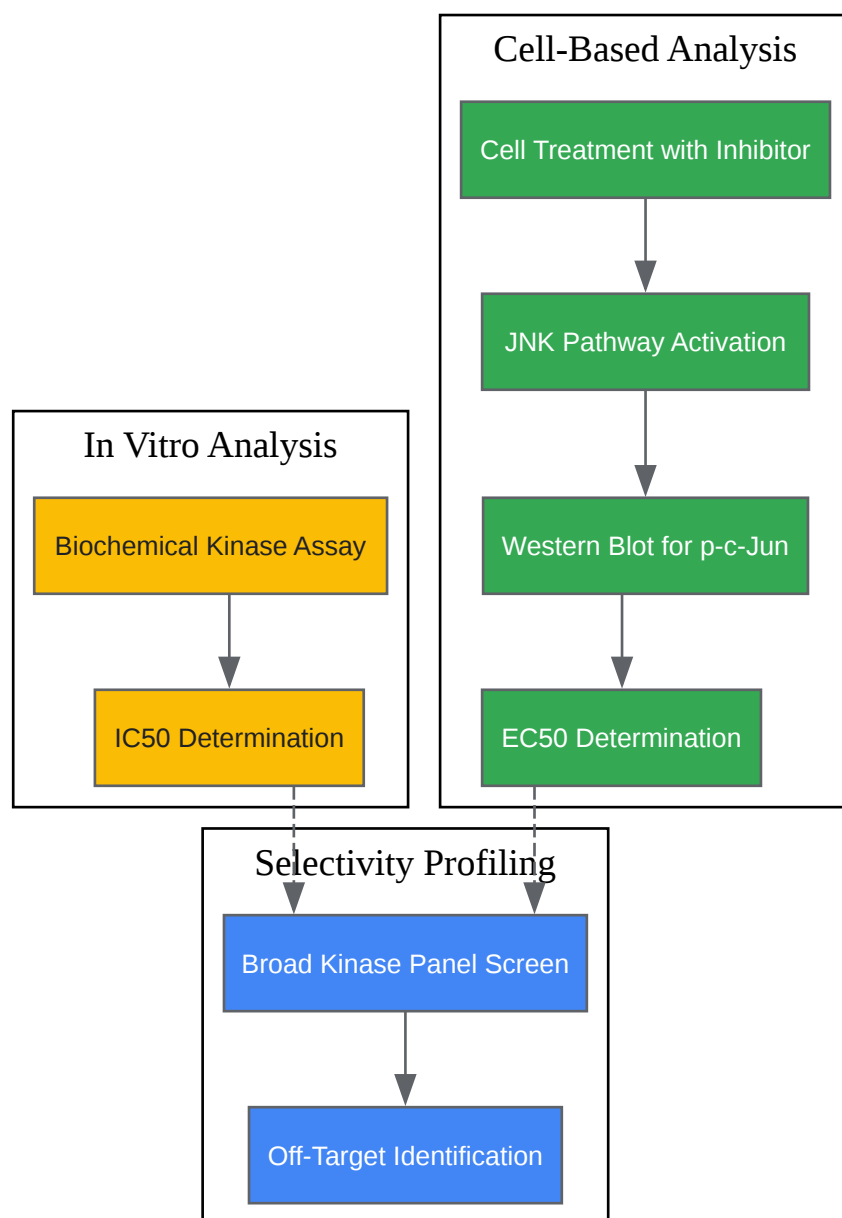 Cell-Based Analysis
Cell Treatment with Inhibitor
JNK Pathway Activation
Western Blot for p-c-Jun
EC50 Determination
In Vitro Analysis
Biochemical Kinase Assay
IC50 Determination
Selectivity Profiling
Broad Kinase Panel Screen
Off-Target Identification